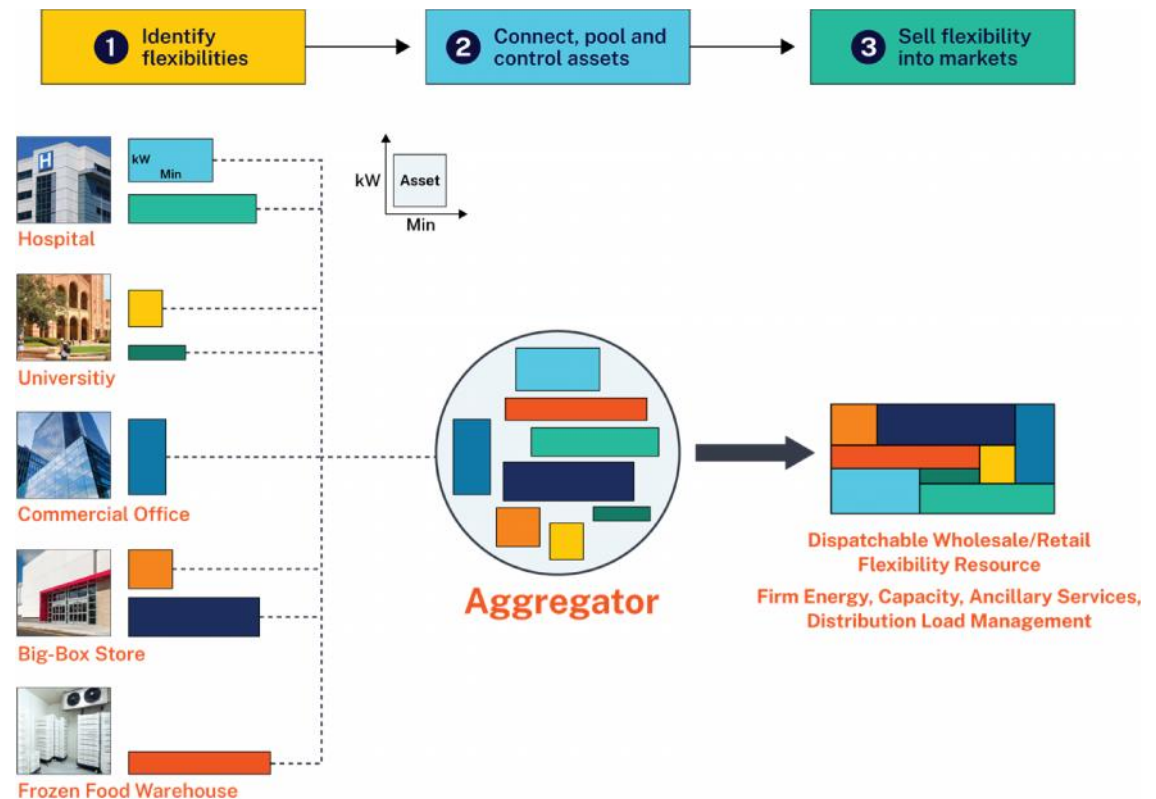 1 Identify
flexibilities
2 Connect, pool and
control assets
3 Sell flexibility
into markets
H
kW
Min
Hospital
kW
Asset
Min
Universitiy
Commercial Office
Big-Box Store
Frozen Food Warehouse
Aggregator
Dispatchable Wholesale/Retail
Flexibility Resource
Firm Energy, Capacity, Ancillary Services,
Distribution Load Management